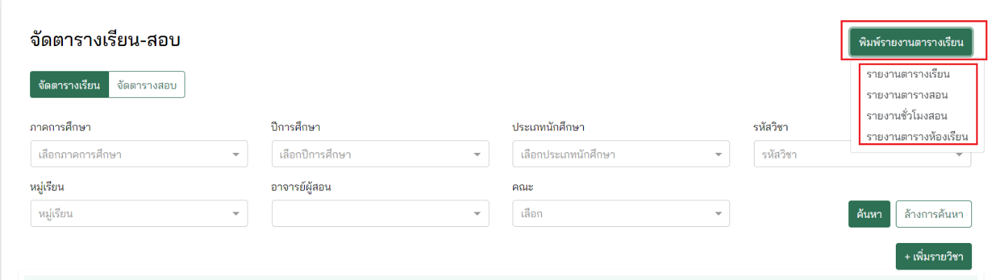 จัดตารางเรียน-สอบ
พิมพ์รายงานตารางเรียน
รายงานตารางเรียน
รายงานตารางสอน
รายงานชั่วโมงสอน
รายงานตารางห้องเรียน
จัดตารางเรียน จัดตารางสอบ
ภาคการศึกษา ปีการศึกษา ประเภทนักศึกษา รหัสวิชา
เลือกภาคการศึกษา เลือกปีการศึกษา เลือกประเภทนักศึกษา รหัสวิชา
หมู่เรียน อาจารย์ผู้สอน คณะ
หมู่เรียน เลือก ค้นหา ล้างการค้นหา
+ เพิ่มรายวิชา